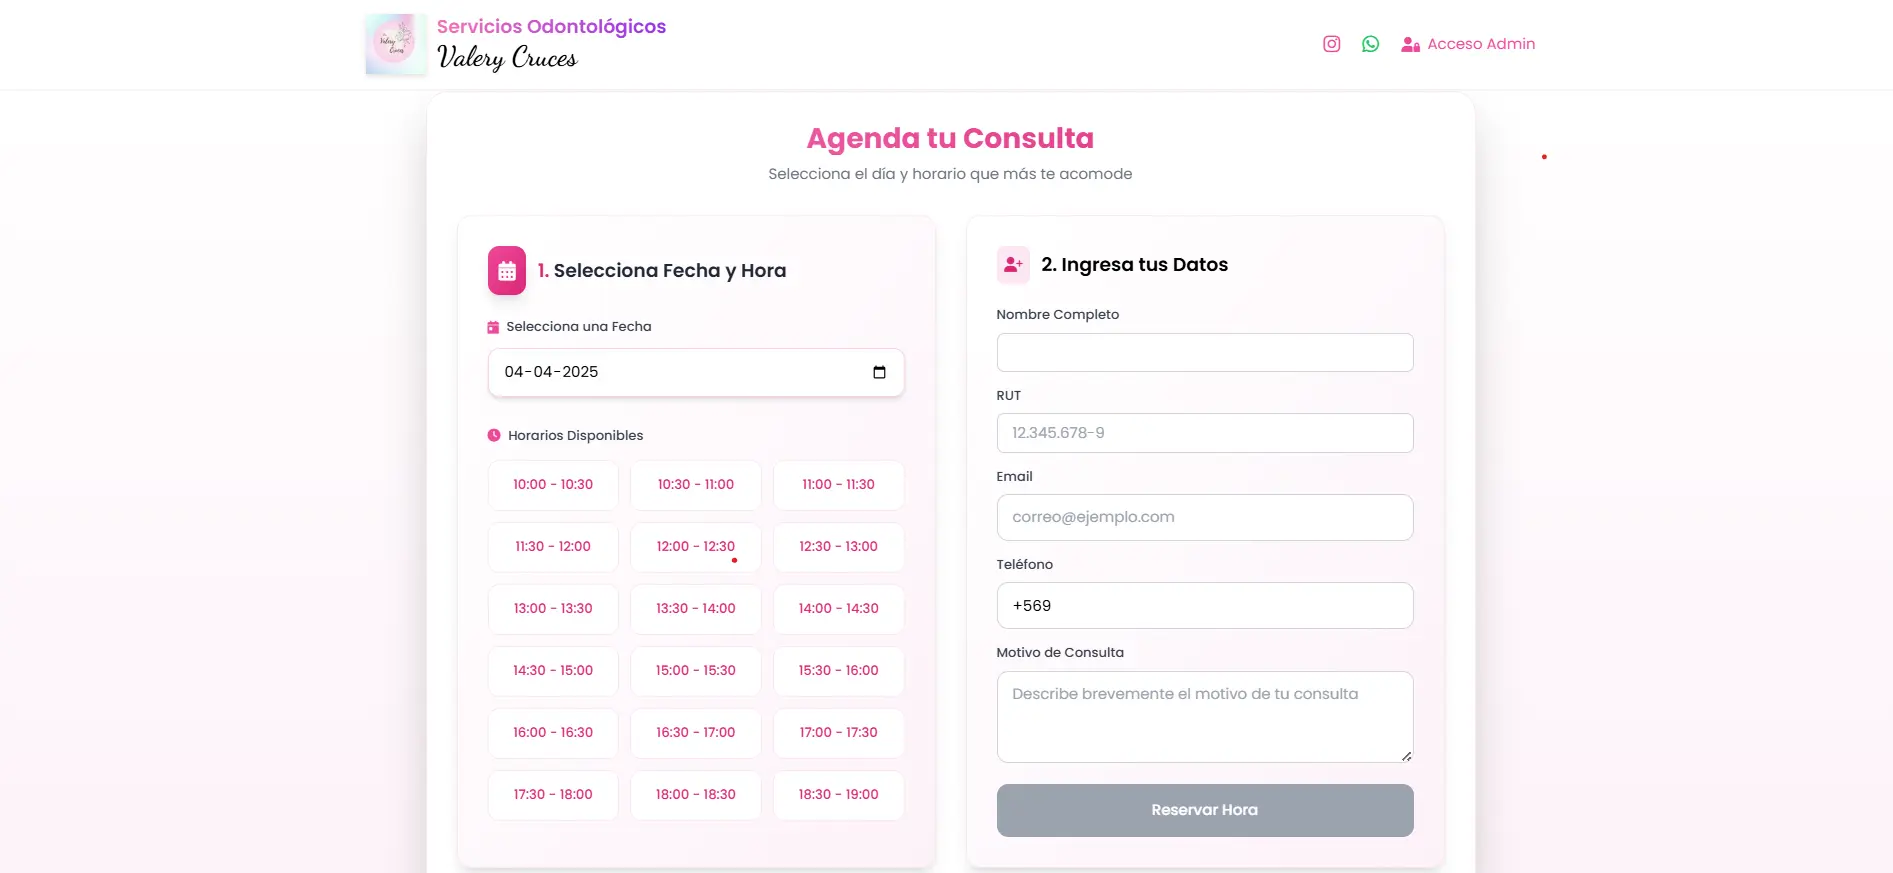 Servicios Odontológicos
Valery Cruces
Valery
Cruces
Acceso Admin
Agenda tu Consulta
Selecciona el día y horario que más te acomode
1. Selecciona Fecha y Hora
Selecciona una Fecha
04-04-2025
Horarios Disponibles
10:00 - 10:30
10:30 - 11:00
11:00 - 11:30
11:30 - 12:00
12:00 - 12:30
12:30 - 13:00
13:00 - 13:30
13:30 - 14:00
14:00 - 14:30
14:30 - 15:00
15:00 - 15:30
15:30 - 16:00
16:00 - 16:30
16:30 - 17:00
17:00 - 17:30
17:30 - 18:00
18:00 - 18:30
18:30 - 19:00
2. Ingresa tus Datos
Nombre Completo
RUT
12.345.678-9
Email
correo@ejemplo.com
Teléfono
+569
Motivo de Consulta
Describe brevemente el motivo de tu consulta
Reservar Hora